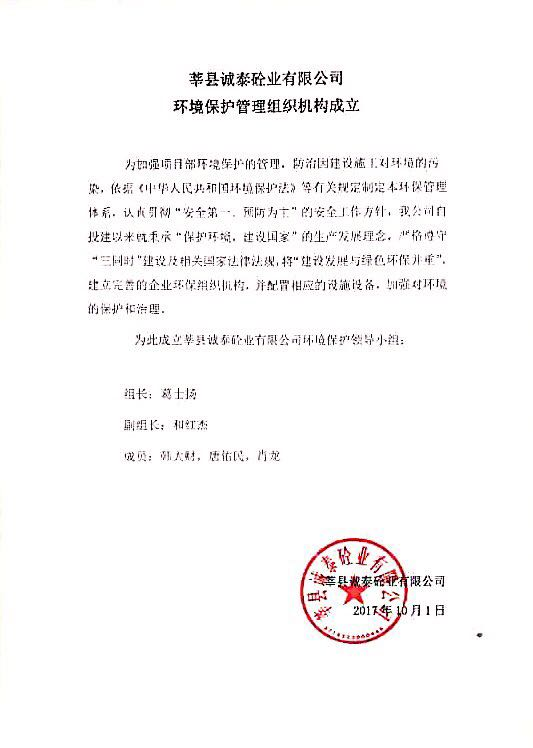 莘县诚泰砼业有限公司
环境保护管理组织机构成立
为加强项目部环境保护的管理，防治因建设施工对环境的污
染，依据《中华人民共和国环境保护法》等有关规定制定本环保管理
体系，认真贯彻“安全第一、预防为主”的安全工作方针，我公司自
投建以来就秉承“保护环境，建设国家”的生产发展理念，严格遵守
“三同时”建设及相关国家法律法规，将“建设发展与绿色环保并重”，
建立完善的企业环保组织机构，并配置相应的设施设备，加强对环境
的保护和治理。
为此成立莘县诚泰砼业有限公司环境保护领导小组：
组长：葛士扬
副组长：和红杰
成员：韩大财，唐佑民，肖龙
莘县诚泰砼业有限公司
莘县诚泰砼业有限公司
2017年10月1日